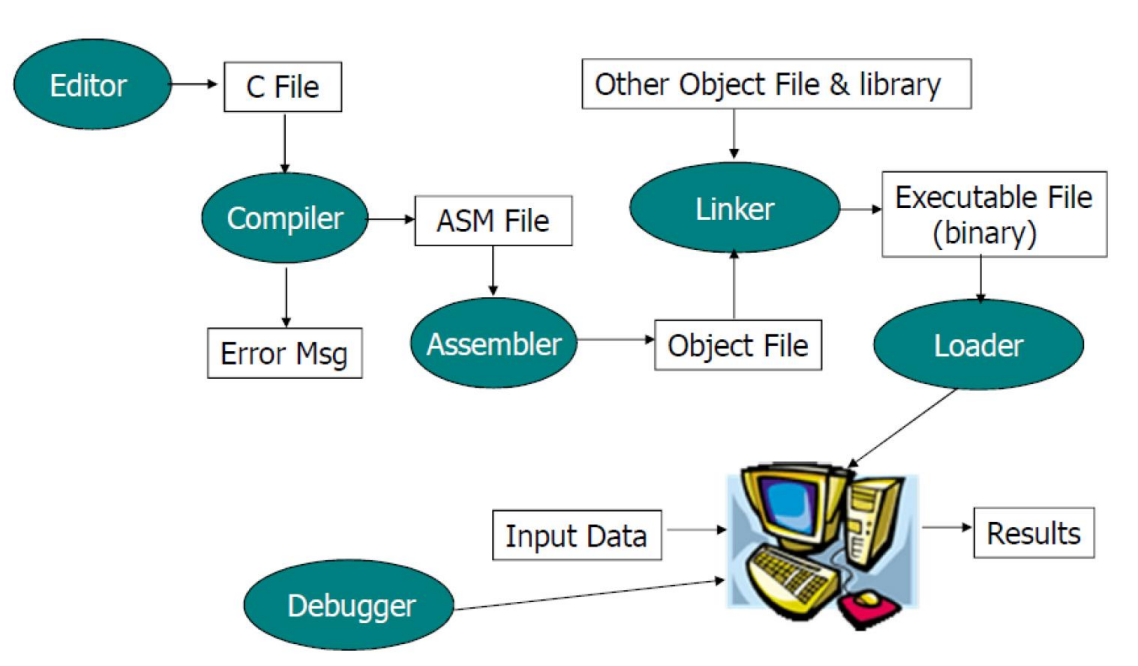 Editor
C File
Other Object File & library
Compiler
ASM File
Linker
Executable File
(binary)
Error Msg
Assembler
Object File
Loader
Input Data
Results
Debugger